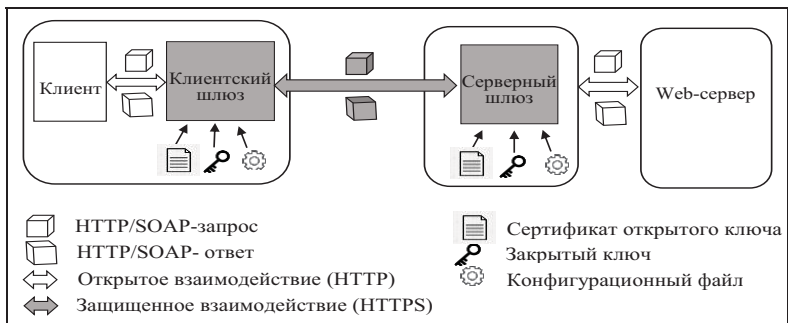 Клиент
Клиентский
шлюз
Серверный
шлюз
Web-сервер
HTTP/SOAP-запрос
HTTP/SOAP- ответ
Открытое взаимодействие (HTTP)
Защищенное взаимодействие (HTTPS)
Сертификат открытого ключа
Закрытый ключ
Конфигурационный файл